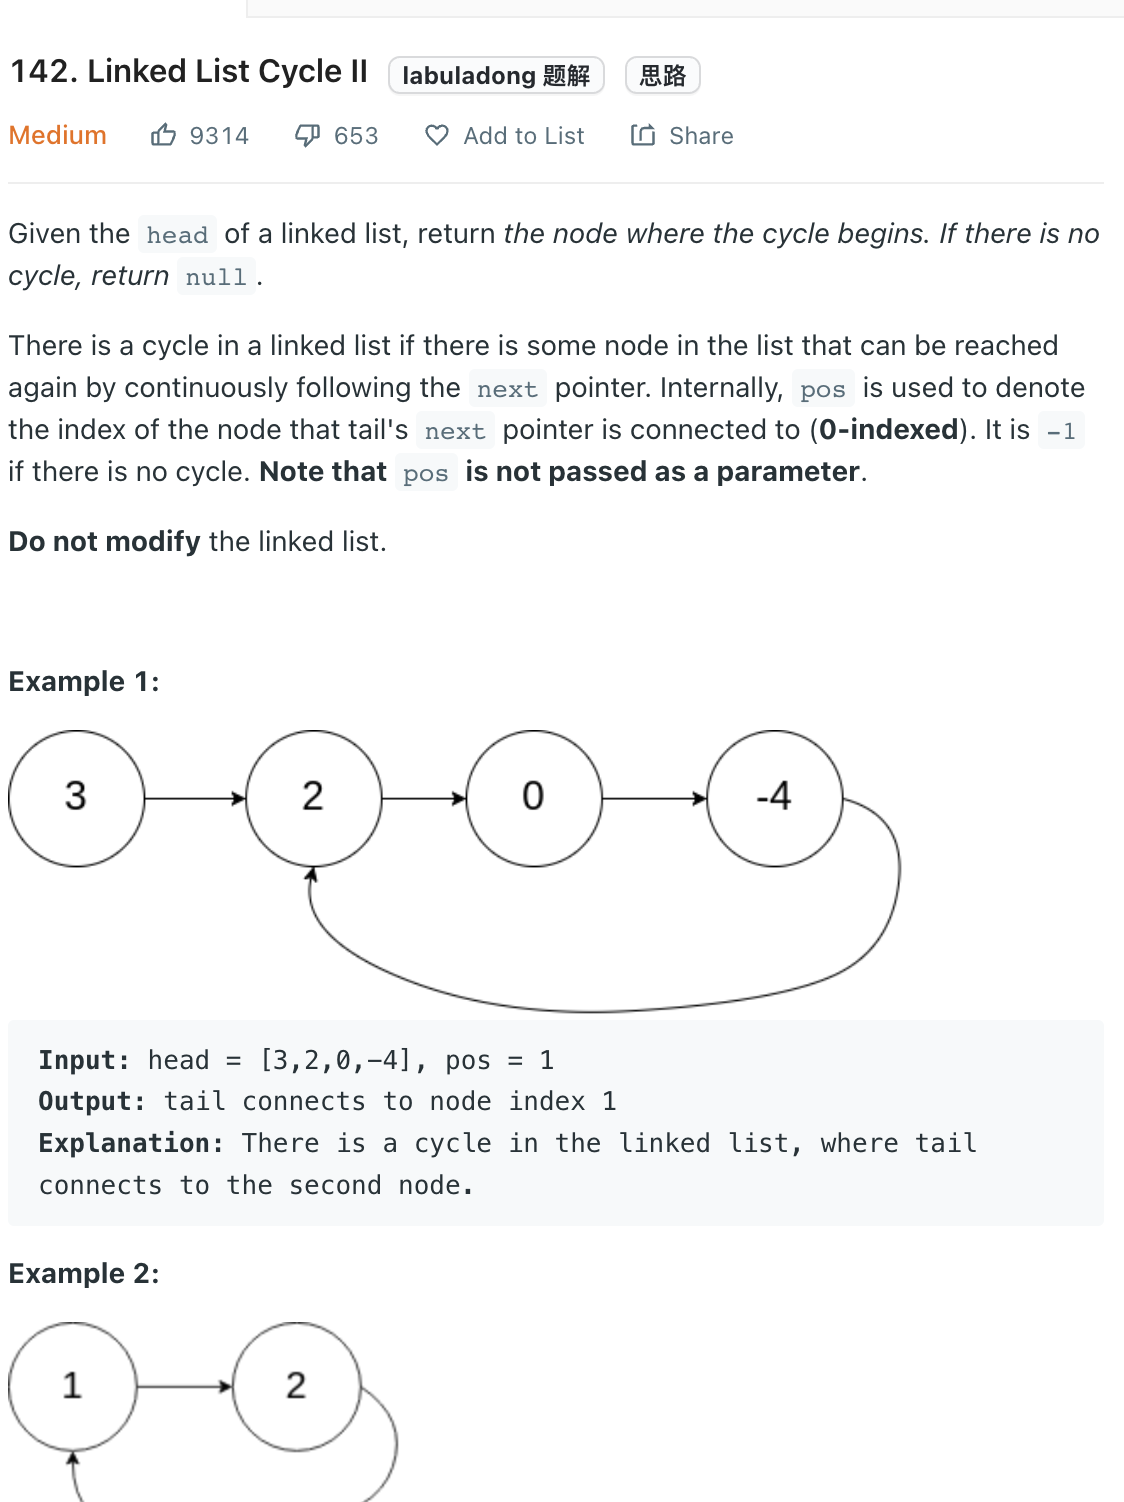 142. Linked List Cycle II labuladong 题解 思路
Medium 9314 653 Add to List Share
Given the head of a linked list, return the node where the cycle begins. If there is no
cycle, return null.
There is a cycle in a linked list if there is some node in the list that can be reached
again by continuously following the next pointer. Internally, pos is used to denote
the index of the node that tail's next pointer is connected to (0-indexed). It is -1
if there is no cycle. Note that pos is not passed as a parameter.
Do not modify the linked list.
Example 1:
3 2 0 -4
Input: head = [3,2,0,-4], pos = 1
Output: tail connects to node index 1
Explanation: There is a cycle in the linked list, where tail
connects to the second node.
Example 2:
1 2